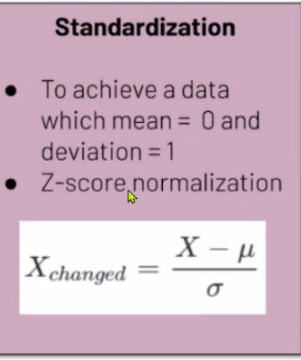 Standardization
● To achieve a data
which mean = 0 and
deviation = 1
● Z-score normalization
X_changed = (X − μ) / σ